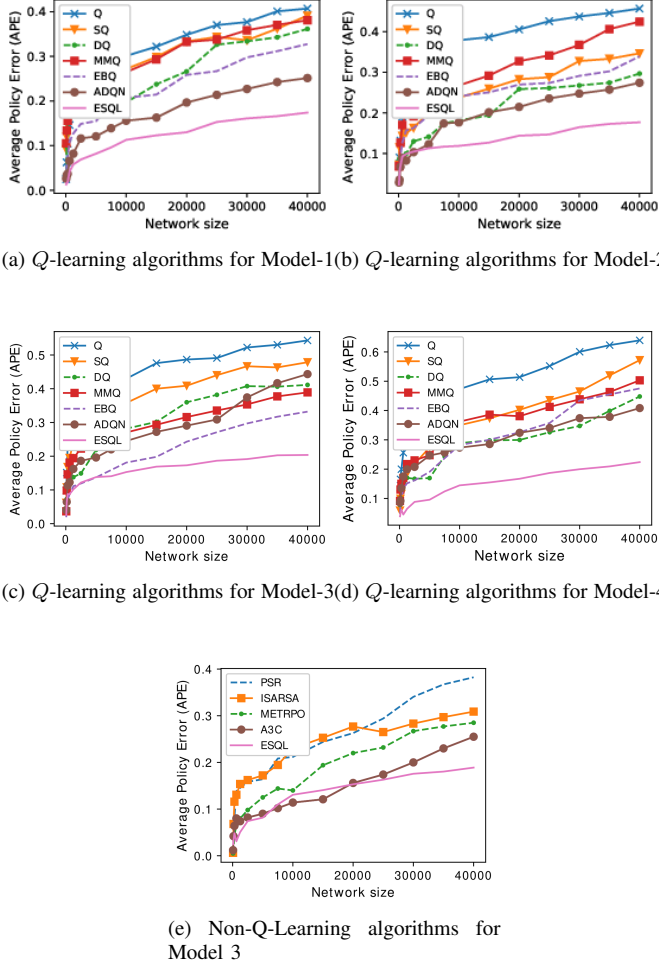 Average Policy Error (APE)
0.4
0.3
0.2
0.1
0.0
Q
SQ
DQ
MMQ
EBQ
ADQN
ESQL
0 10000 20000 30000 40000
Network size
Average Policy Error (APE)
0.4
0.3
0.2
0.1
Q
SQ
DQ
MMQ
EBQ
ADQN
ESQL
0 10000 20000 30000 40000
Network size
(a) Q-learning algorithms for Model-1(b) Q-learning algorithms for Model-2
Average Policy Error (APE)
0.5
0.4
0.3
0.2
0.1
0.0
Q
SQ
DQ
MMQ
EBQ
ADQN
ESQL
0 10000 20000 30000 40000
Network size
Average Policy Error (APE)
0.6
0.5
0.4
0.3
0.2
0.1
Q
SQ
DQ
MMQ
EBQ
ADQN
ESQL
0 10000 20000 30000 40000
Network size
(c) Q-learning algorithms for Model-3(d) Q-learning algorithms for Model-4
Average Policy Error (APE)
0.4
0.3
0.2
0.1
0.0
PSR
ISARSA
METRPO
A3C
ESQL
0 10000 20000 30000 40000
Network size
(e) Non-Q-Learning algorithms for
Model 3